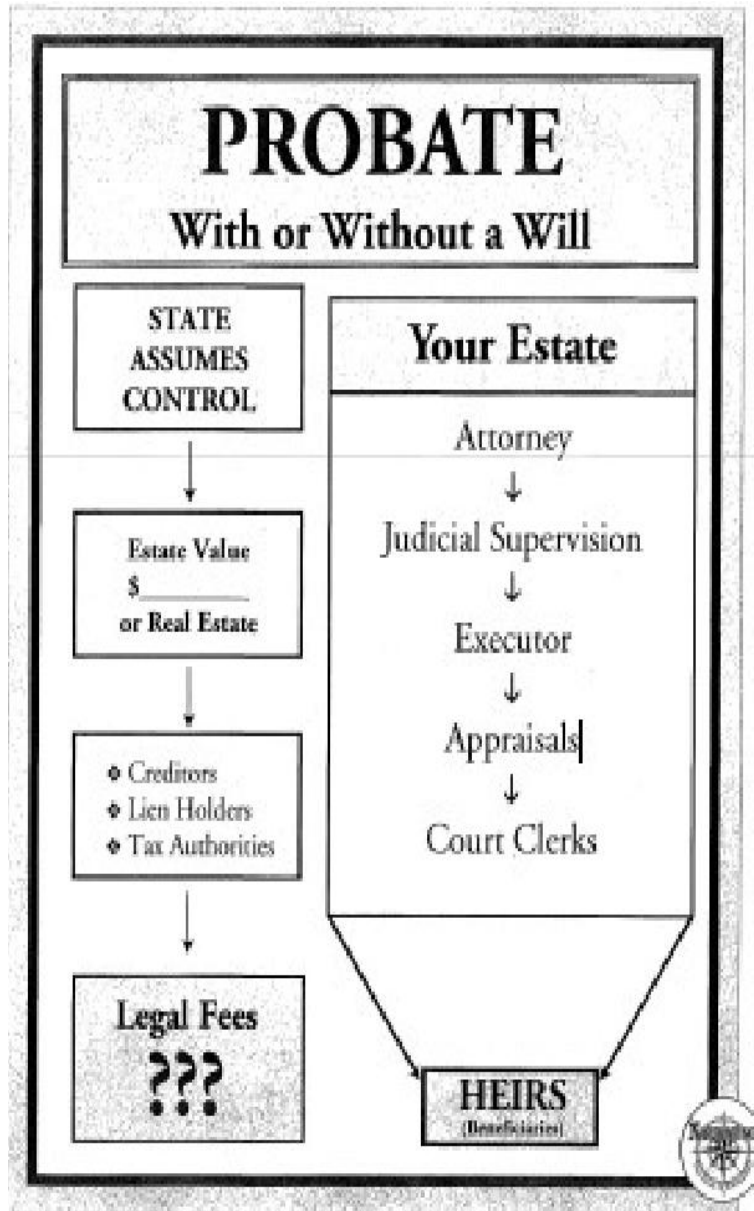 PROBATE
With or Without a Will
STATE
ASSUMES
CONTROL
Estate Value
$__________
or Real Estate
❖ Creditors
❖ Lien Holders
❖ Tax Authorities
Legal Fees
???
Your Estate
Attorney
Judicial Supervision
Executor
Appraisals
Court Clerks
HEIRS
(Beneficiaries)